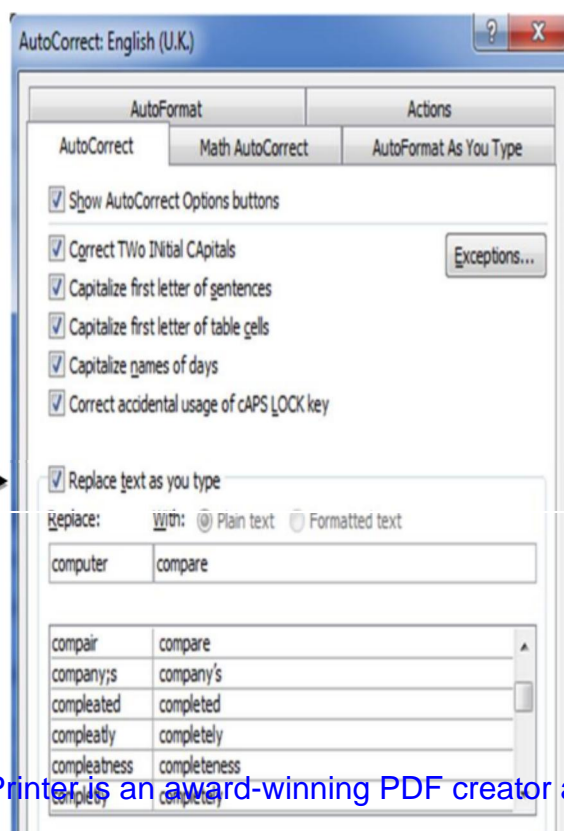 AutoCorrect: English (U.K.)
AutoFormat Actions
AutoCorrect Math AutoCorrect AutoFormat As You Type
Show AutoCorrect Options buttons
Correct TWo INitial CApitals Exceptions...
Capitalize first letter of sentences
Capitalize first letter of table cells
Capitalize names of days
Correct accidental usage of cAPS LOCK key
Replace text as you type
Replace: With: Plain text Formatted text
computer compare
compair compare
company;s company's
compleated completed
compleatly completely
compleatness completeness
completly completely
Printer is an award-winning PDF creator a